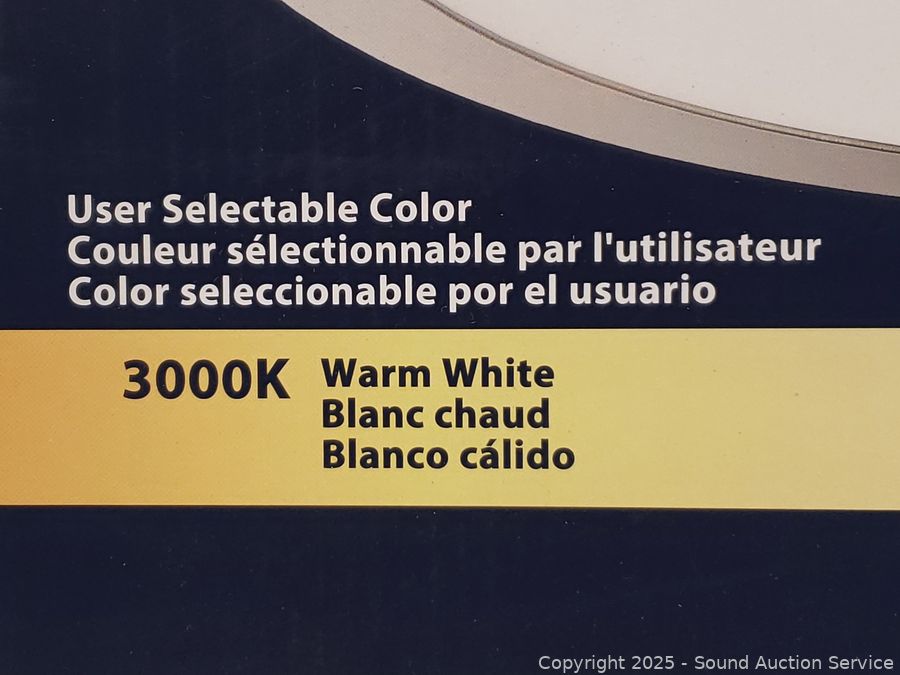 User Selectable Color
Couleur sélectionnable par l'utilisateur
Color seleccionable por el usuario
3000K Warm White
Blanc chaud
Blanco cálido
Copyright 2025 - Sound Auction Service